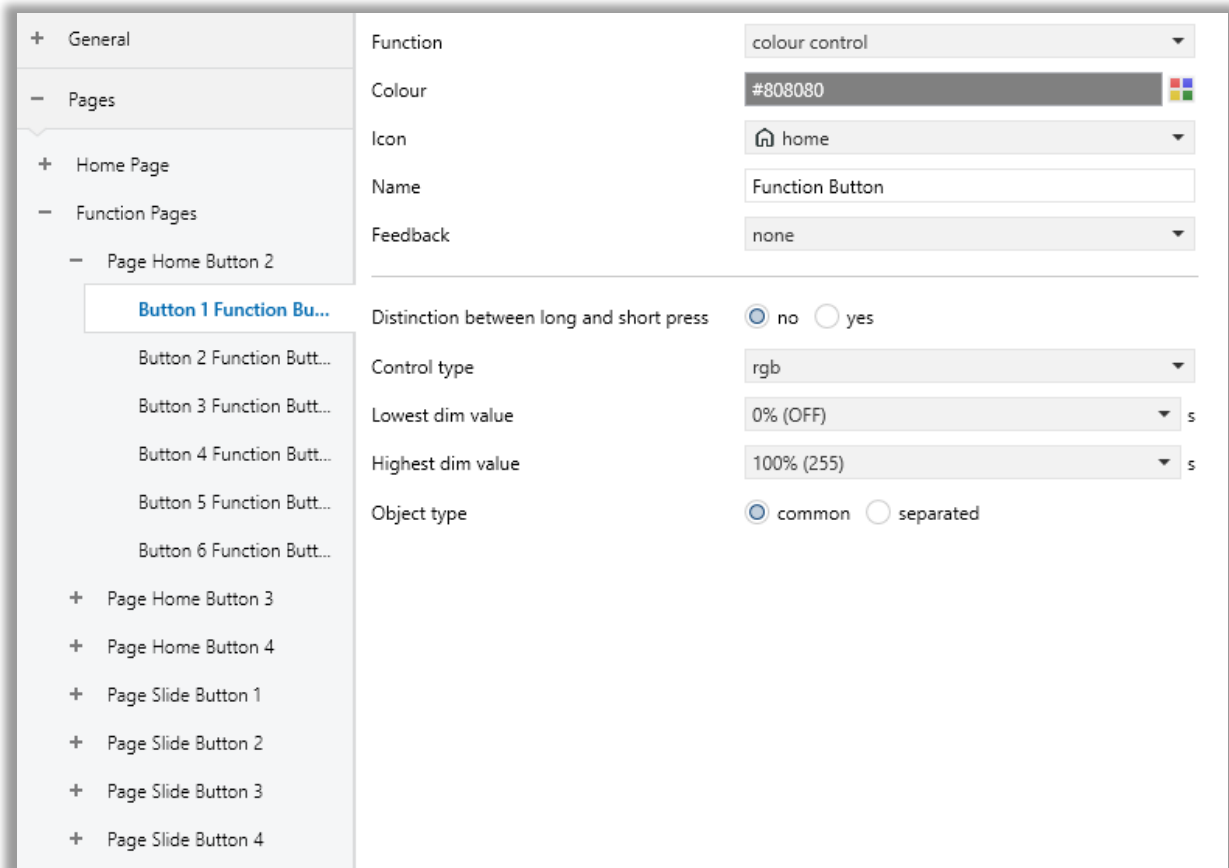 General
Pages
Home Page
Function Pages
Page Home Button 2
Button 1 Function Bu...
Button 2 Function Butt...
Button 3 Function Butt...
Button 4 Function Butt...
Button 5 Function Butt...
Button 6 Function Butt...
Page Home Button 3
Page Home Button 4
Page Slide Button 1
Page Slide Button 2
Page Slide Button 3
Page Slide Button 4
Function colour control
Colour #808080
Icon home
Name Function Button
Feedback none
Distinction between long and short press no yes
Control type rgb
Lowest dim value 0% (OFF) s
Highest dim value 100% (255) s
Object type common separated